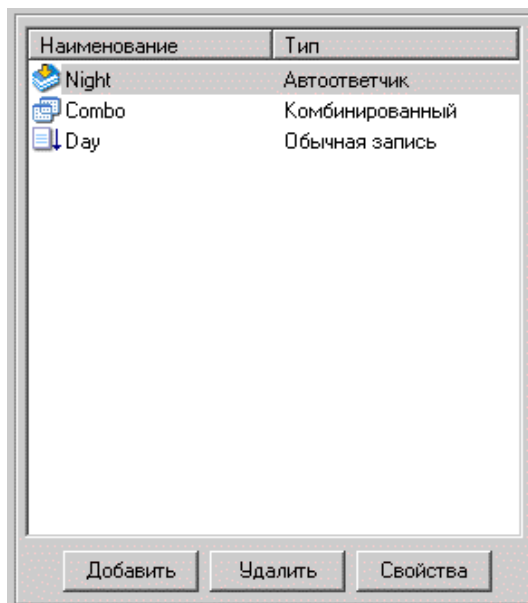 Наименование Тип
Night Автоответчик
Combo Комбинированный
Day Обычная запись
Добавить Удалить Свойства